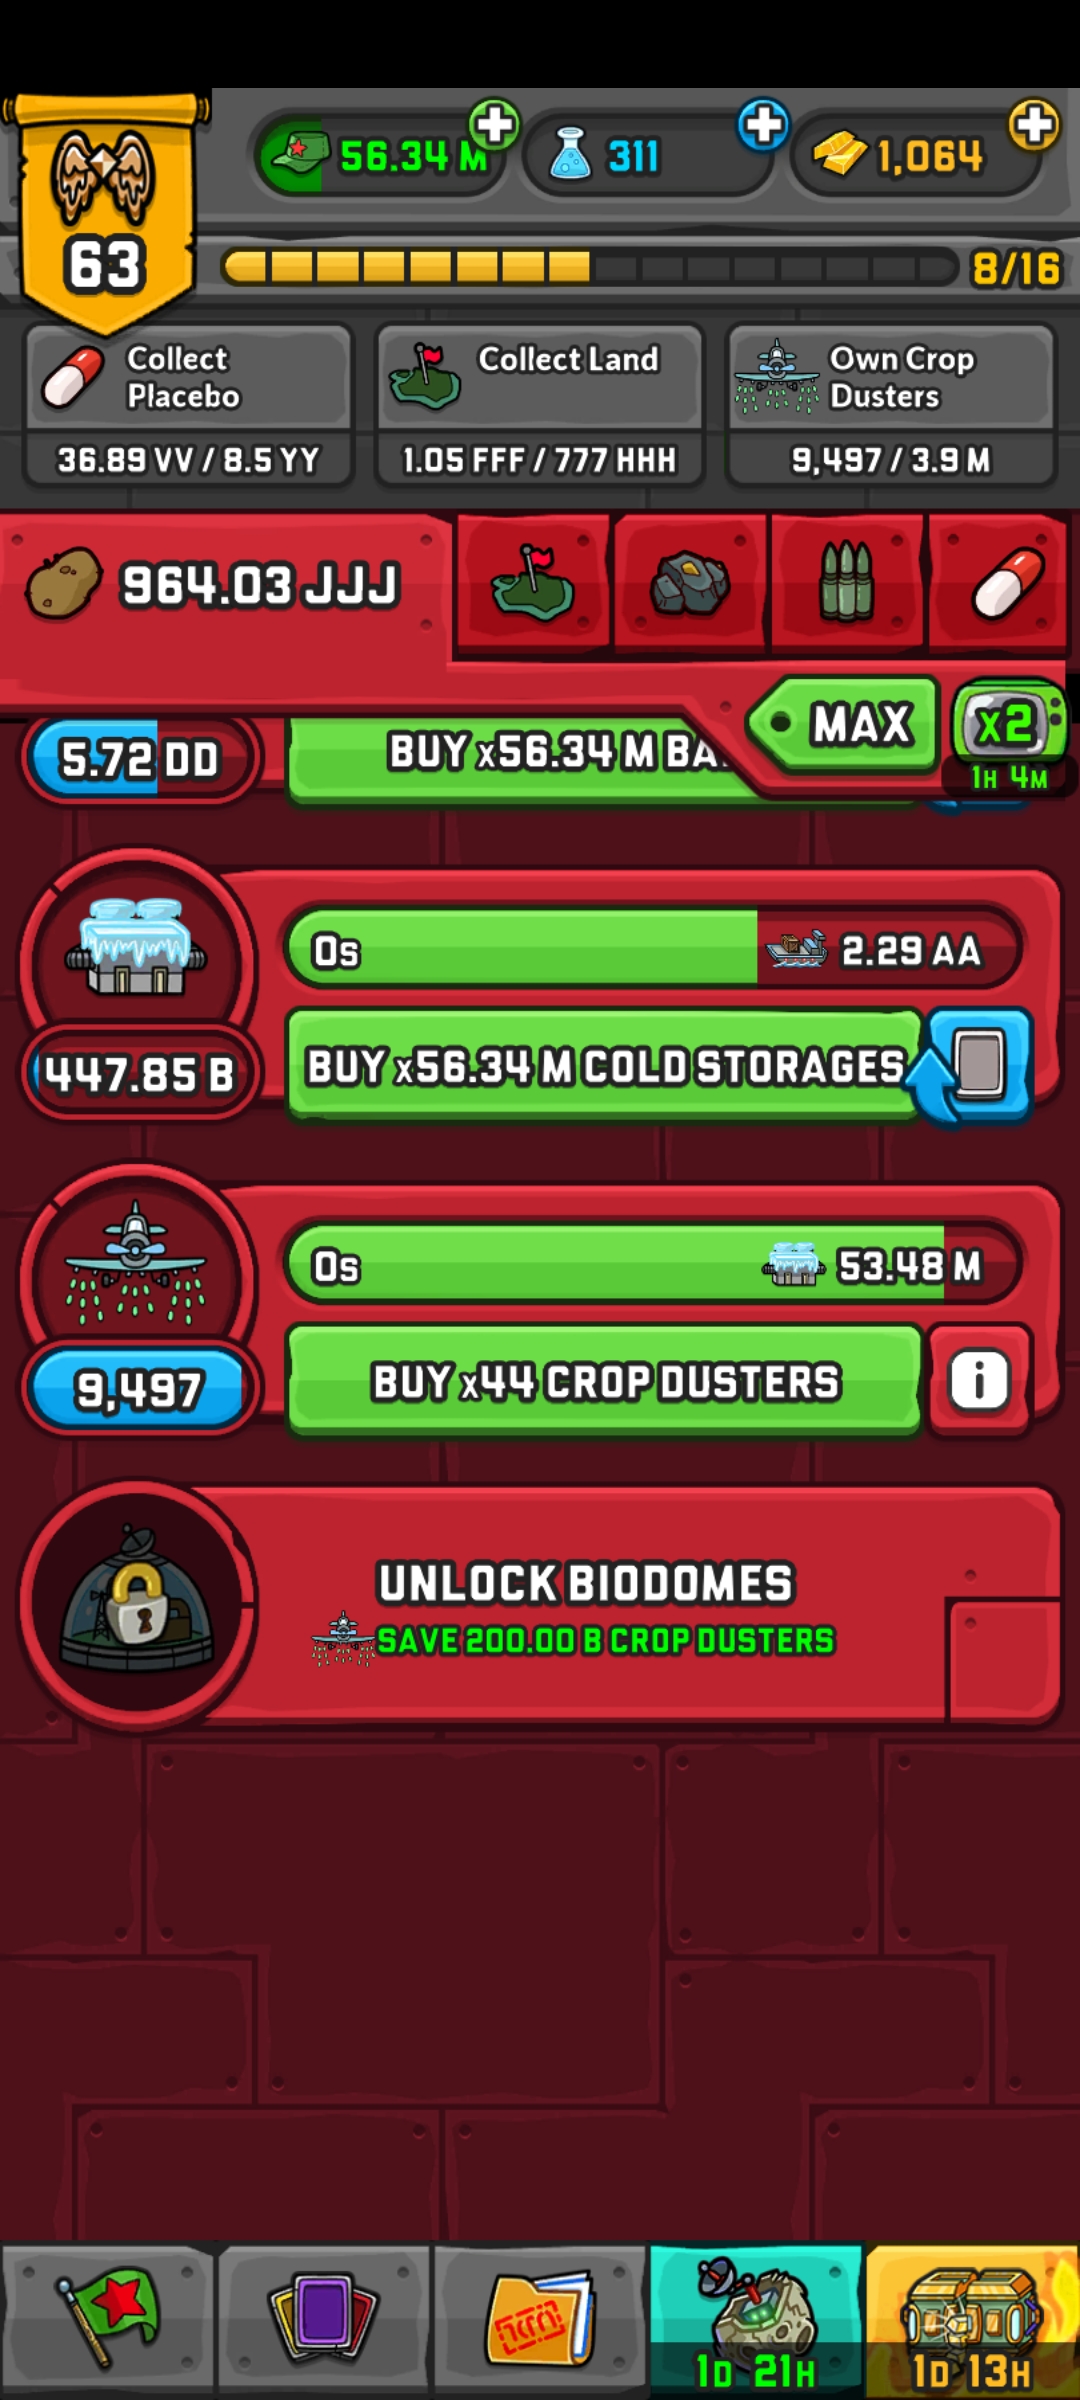 56.34 M
311
1,064
63
8/16
Collect
Placebo
36.89 VV / 8.5 YY
Collect Land
1.05 FFF / 777 HHH
Own Crop
Dusters
9,497 / 3.9 M
964.03 JJJ
MAX
x2
1H 4M
5.72 DD
BUY x56.34 M BA
0s
2.29 AA
447.85 B
BUY x56.34 M COLD STORAGES
0s
53.48 M
9,497
BUY x44 CROP DUSTERS
i
UNLOCK BIODOMES
SAVE 200.00 B CROP DUSTERS
1D 21H
1D 13H